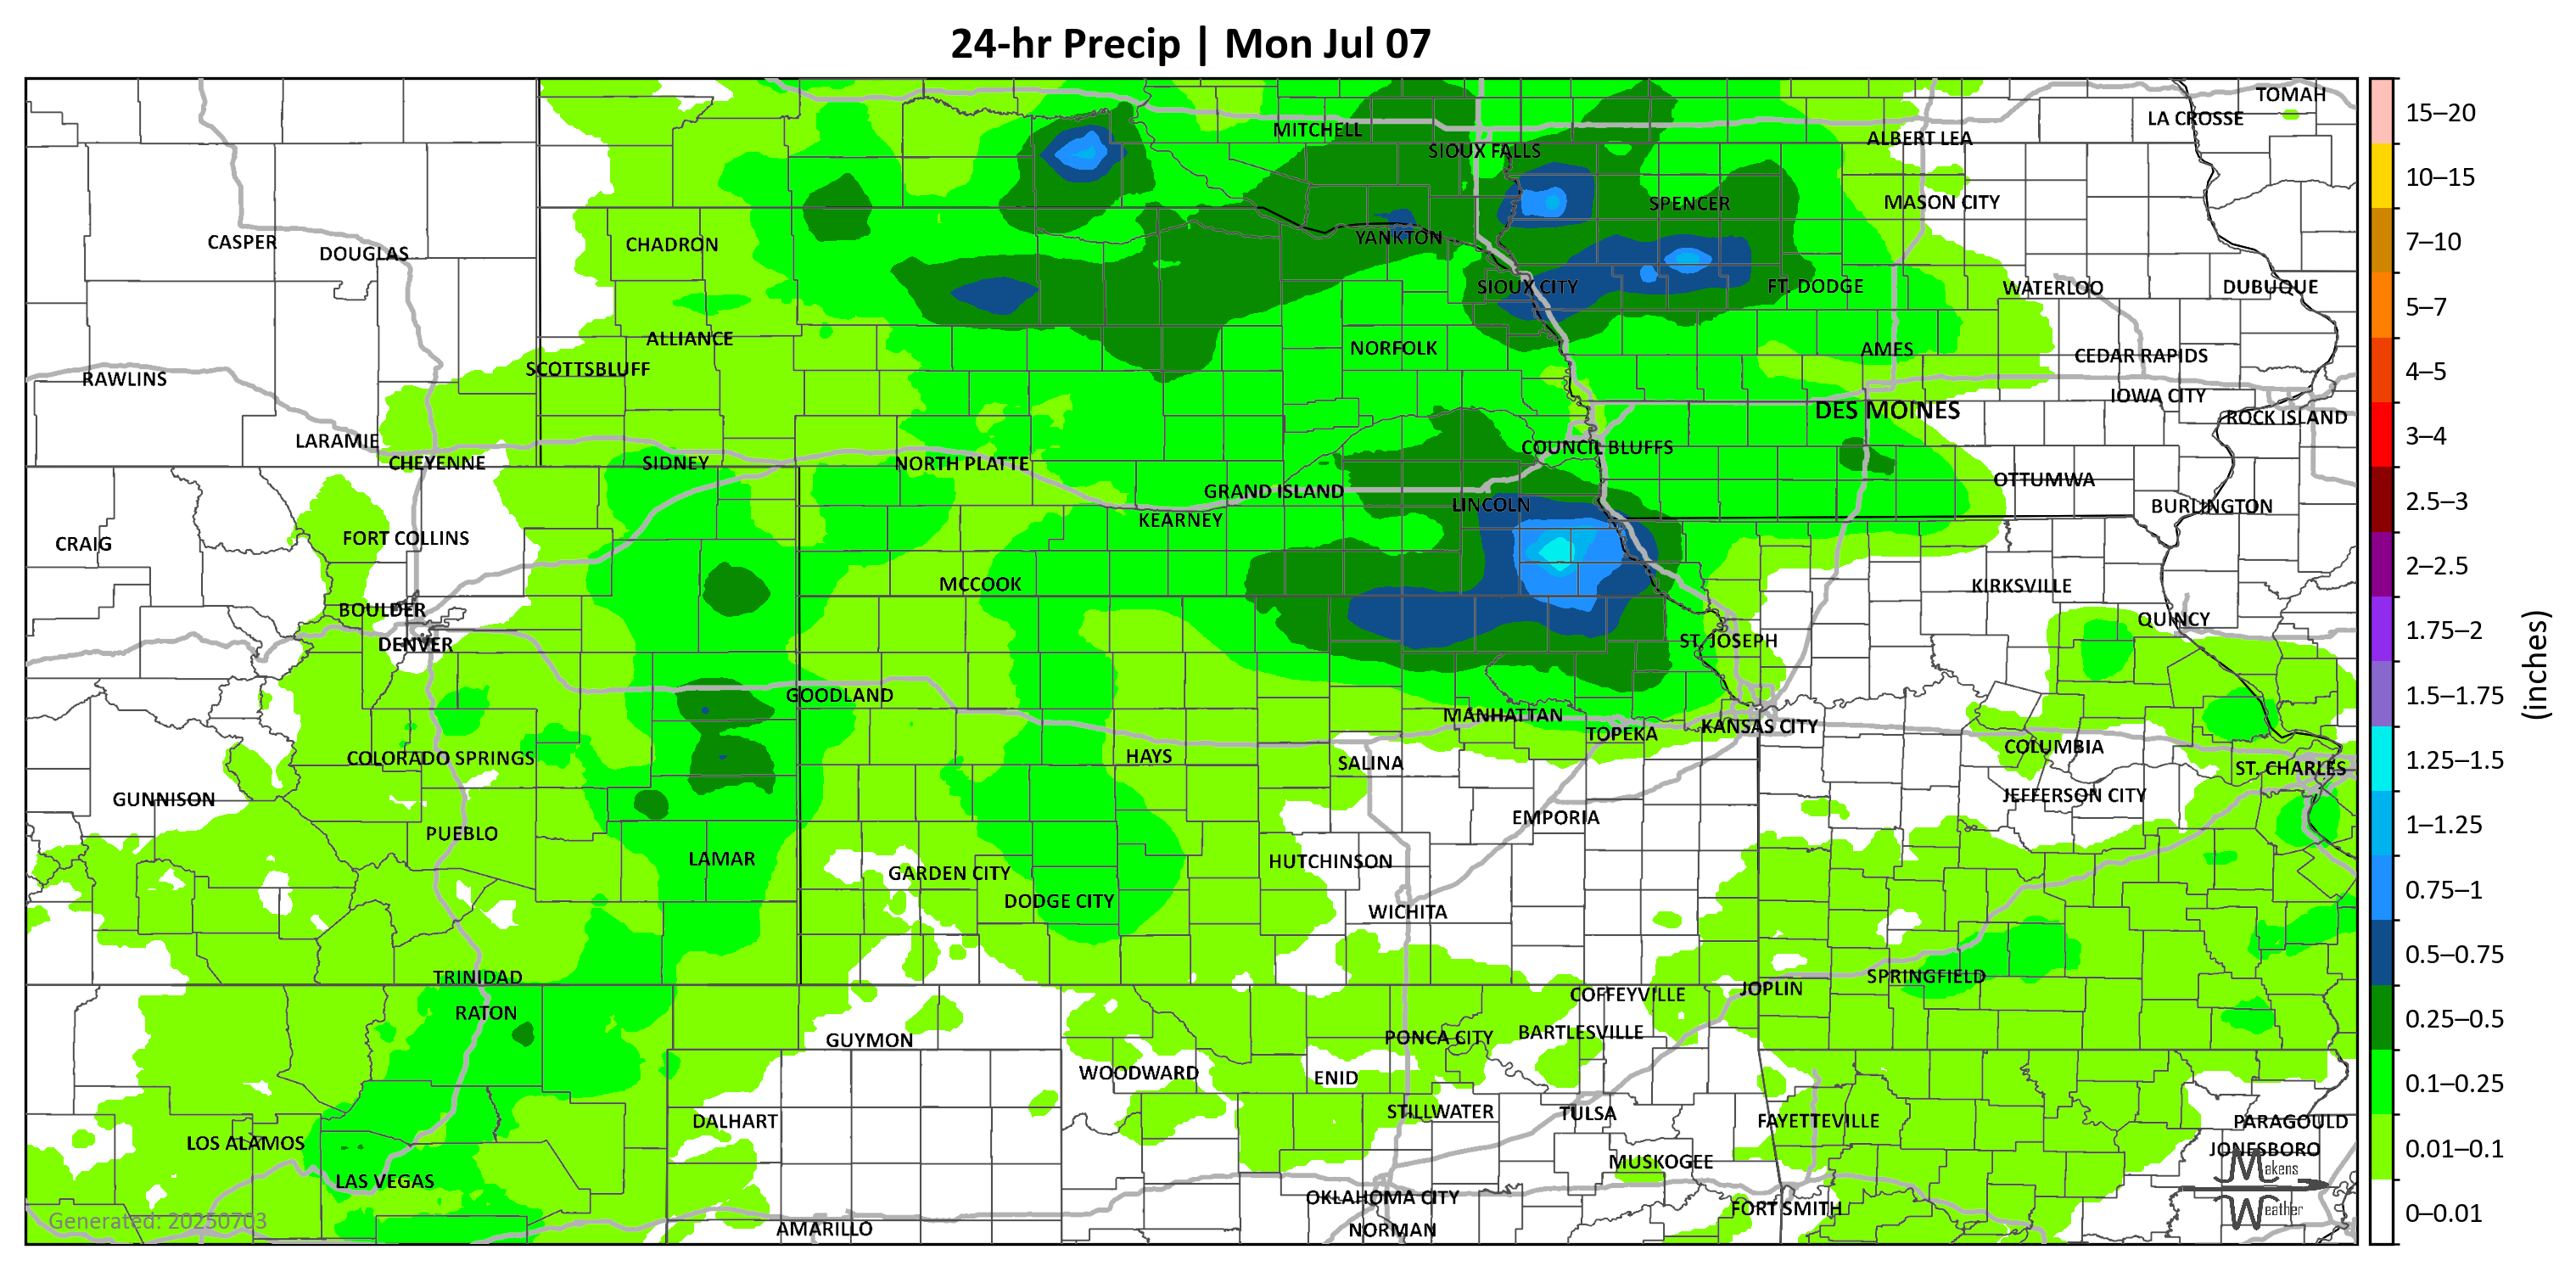 24-hr Precip | Mon Jul 07
TOMAH
LA CROSSE
MITCHELL
ALBERT LEA
SIOUX FALLS
MASON CITY
SPENCER
CASPER
DOUGLAS
CHADRON
YANKTON
SIOUX CITY
FT. DODGE
WATERLOO
DUBUQUE
ALLIANCE
NORFOLK
AMES
CEDAR RAPIDS
RAWLINS
SCOTTSBLUFF
IOWA CITY
DES MOINES
ROCK ISLAND
LARAMIE
COUNCIL BLUFFS
CHEYENNE
SIDNEY
NORTH PLATTE
OTTUMWA
GRAND ISLAND
LINCOLN
BURLINGTON
KEARNEY
CRAIG
FORT COLLINS
MCCOOK
KIRKSVILLE
BOULDER
QUINCY
DENVER
ST. JOSEPH
GOODLAND
MANHATTAN
TOPEKA
KANSAS CITY
COLUMBIA
COLORADO SPRINGS
HAYS
SALINA
ST. CHARLES
GUNNISON
JEFFERSON CITY
EMPORIA
PUEBLO
LAMAR
HUTCHINSON
GARDEN CITY
DODGE CITY
WICHITA
TRINIDAD
SPRINGFIELD
JOPLIN
COFFEYVILLE
RATON
GUYMON
PONCA CITY
BARTLESVILLE
WOODWARD
ENID
STILLWATER
TULSA
DALHART
FAYETTEVILLE
PARAGOULD
LOS ALAMOS
JONESBORO
MUSKOGEE
LAS VEGAS
OKLAHOMA CITY
FORT SMITH
AMARILLO
NORMAN
Generated: 20250703
Makens
Weather
15–20
10–15
7–10
5–7
4–5
3–4
2.5–3
2–2.5
1.75–2
1.5–1.75
1.25–1.5
1–1.25
0.75–1
0.5–0.75
0.25–0.5
0.1–0.25
0.01–0.1
0–0.01
(inches)